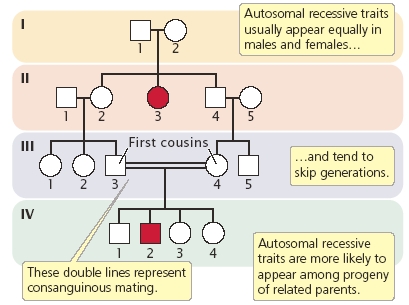 I
Autosomal recessive traits
usually appear equally in
males and females…
1 2
II
1 2 3 4 5
III
First cousins
1 2 3 4 5
…and tend to
skip generations.
IV
1 2 3 4
These double lines represent
consanguinous mating.
Autosomal recessive
traits are more likely to
appear among progeny
of related parents.